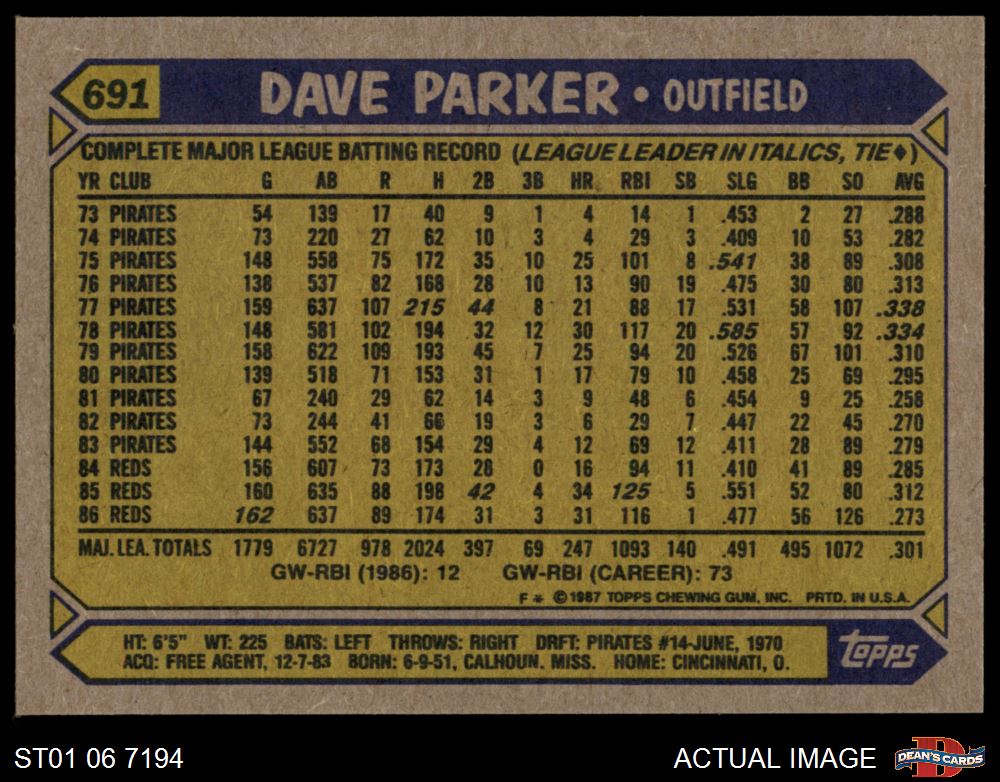 691 DAVE PARKER • OUTFIELD
COMPLETE MAJOR LEAGUE BATTING RECORD (LEAGUE LEADER IN ITALICS, TIE♦)
YR CLUB G AB R H 2B 3B HR RBI SB SLG BB SO AVG
73 PIRATES 54 139 17 40 9 1 4 14 1 .453 2 27 .288
74 PIRATES 73 220 27 62 10 3 4 29 3 .409 10 53 .282
75 PIRATES 148 558 75 172 35 10 25 101 8 .541 38 89 .308
76 PIRATES 138 537 82 168 28 10 13 90 19 .475 30 80 .313
77 PIRATES 159 637 107 215 44 8 21 88 17 .531 58 107 .338
78 PIRATES 148 581 102 194 32 12 30 117 20 .585 57 92 .334
79 PIRATES 158 622 109 193 45 7 25 94 20 .526 67 101 .310
80 PIRATES 139 518 71 153 31 1 17 79 10 .458 25 69 .295
81 PIRATES 67 240 29 62 14 3 9 48 6 .454 9 25 .258
82 PIRATES 73 244 41 66 19 3 6 29 7 .447 22 45 .270
83 PIRATES 144 552 68 154 29 4 12 69 12 .411 28 89 .279
84 REDS 156 607 73 173 28 0 16 94 11 .410 41 89 .285
85 REDS 160 635 88 198 42 4 34 125 5 .551 52 80 .312
86 REDS 162 637 89 174 31 3 31 116 1 .477 56 126 .273
MAJ. LEA. TOTALS 1779 6727 978 2024 397 69 247 1093 140 .491 495 1072 .301
GW-RBI (1986): 12 GW-RBI (CAREER): 73
F * © 1987 TOPPS CHEWING GUM, INC. PRTD. IN U.S.A.
HT: 6'5" WT: 225 BATS: LEFT THROWS: RIGHT DRFT: PIRATES #14-JUNE, 1970
ACQ: FREE AGENT, 12-7-83 BORN: 6-9-51, CALHOUN. MISS. HOME: CINCINNATI, O.
TOPPS
ST01 06 7194 ACTUAL IMAGE D DEAN'S CARDS